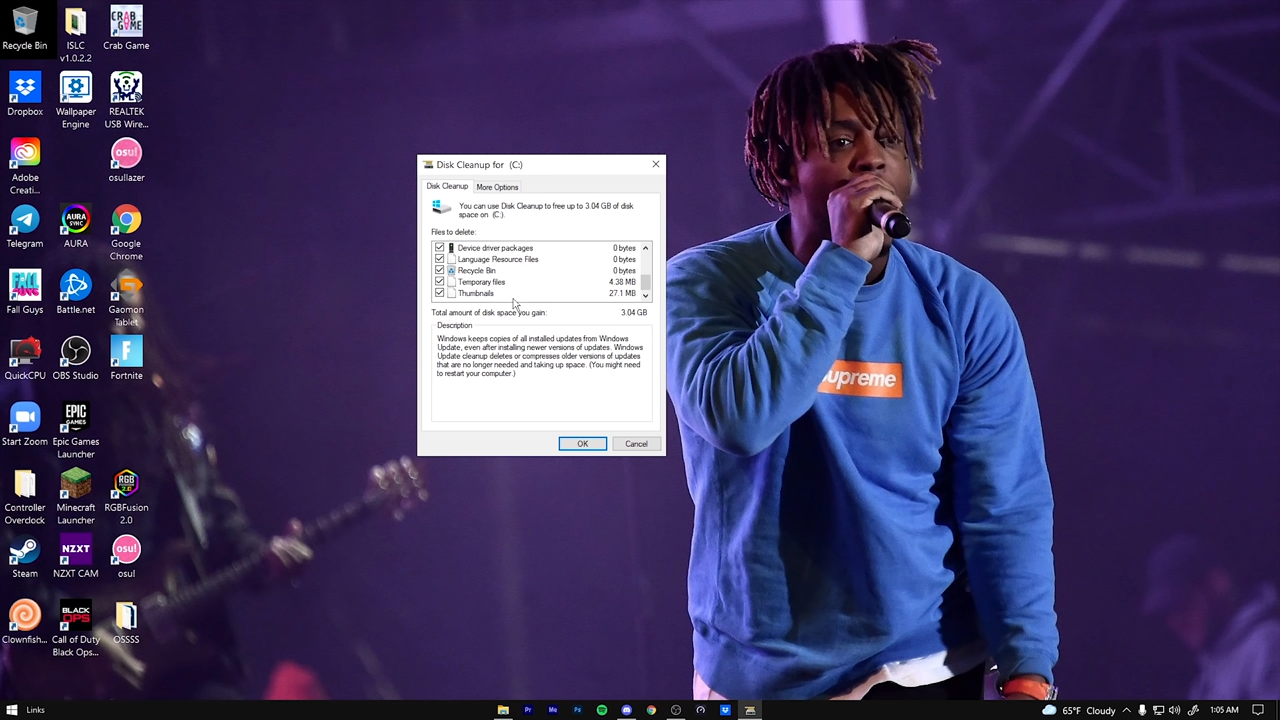 Recycle Bin
ISLC
v1.0.2.2
CRAB
GAME
Crab Game
Dropbox
Wallpaper
Engine
REALTEK
USB Wire...
Adobe
Creati...
osu!
osullazer
Telegram
AURA
SYNC
AURA
Google
Chrome
FALL
GUYS
Fall Guys
Battle.net
Gaomon
Tablet
QuickCPU
OBS Studio
F
Fortnite
Start Zoom
EPIC
GAMES
Epic Games
Launcher
Controller
Overdock
Minecraft
Launcher
RGB
FUSION
2.0
RGBFusion
2.0
Steam
NZXT
NZXT CAM
osu!
osu!
Clownfish...
BLACK
OPS
Call of Duty
Black Ops...
OSSSS
Disk Cleanup for (C:)
Disk Cleanup
More Options
You can use Disk Cleanup to free up to 3.04 GB of disk
space on (C:).
Files to delete:
Device driver packages 0 bytes
Language Resource Files 0 bytes
Recycle Bin 0 bytes
Temporary files 4.38 MB
Thumbnails 27.1 MB
Total amount of disk space you gain: 3.04 GB
Description
Windows keeps copies of all installed updates from Windows
Update, even after installing newer versions of updates. Windows
Update cleanup deletes or compresses older versions of updates
that are no longer needed and taking up space. (You might need
to restart your computer.)
OK
Cancel
upreme
Links
Pr
Me
Ps
65°F Cloudy
1:05 AM